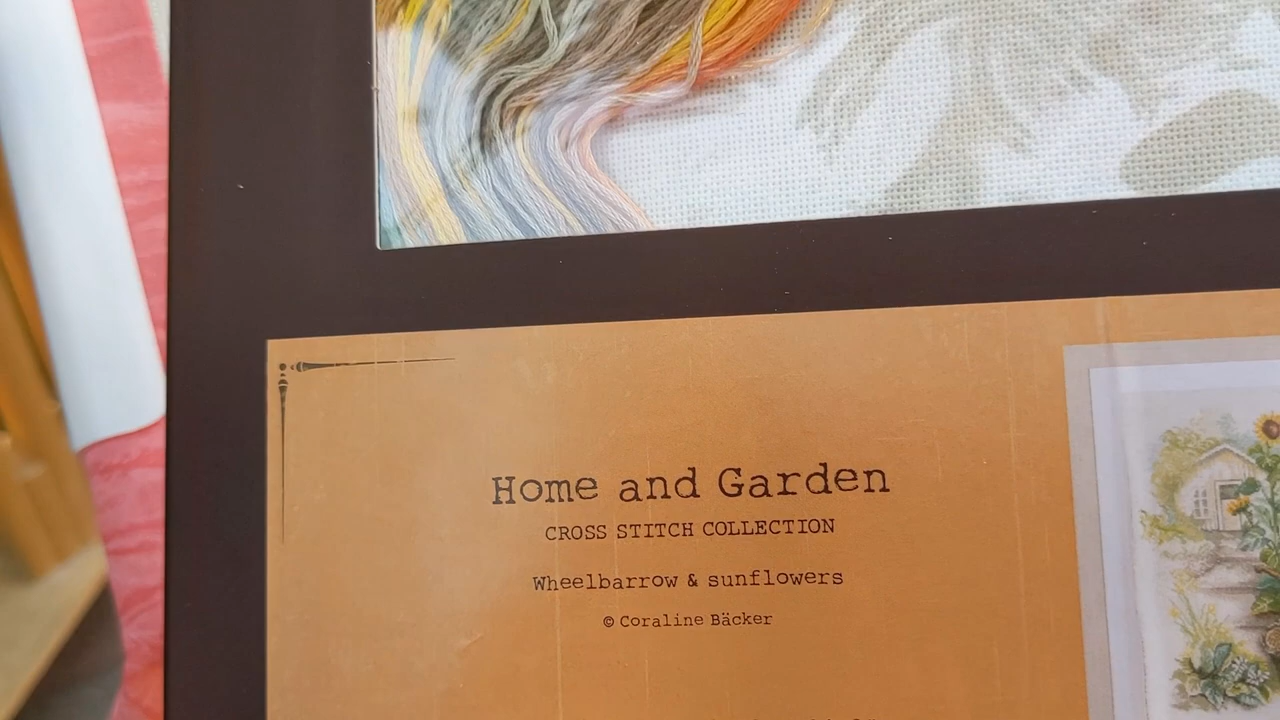 Home and Garden
CROSS STITCH COLLECTION
Wheelbarrow & sunflowers
© Coraline Bäcker